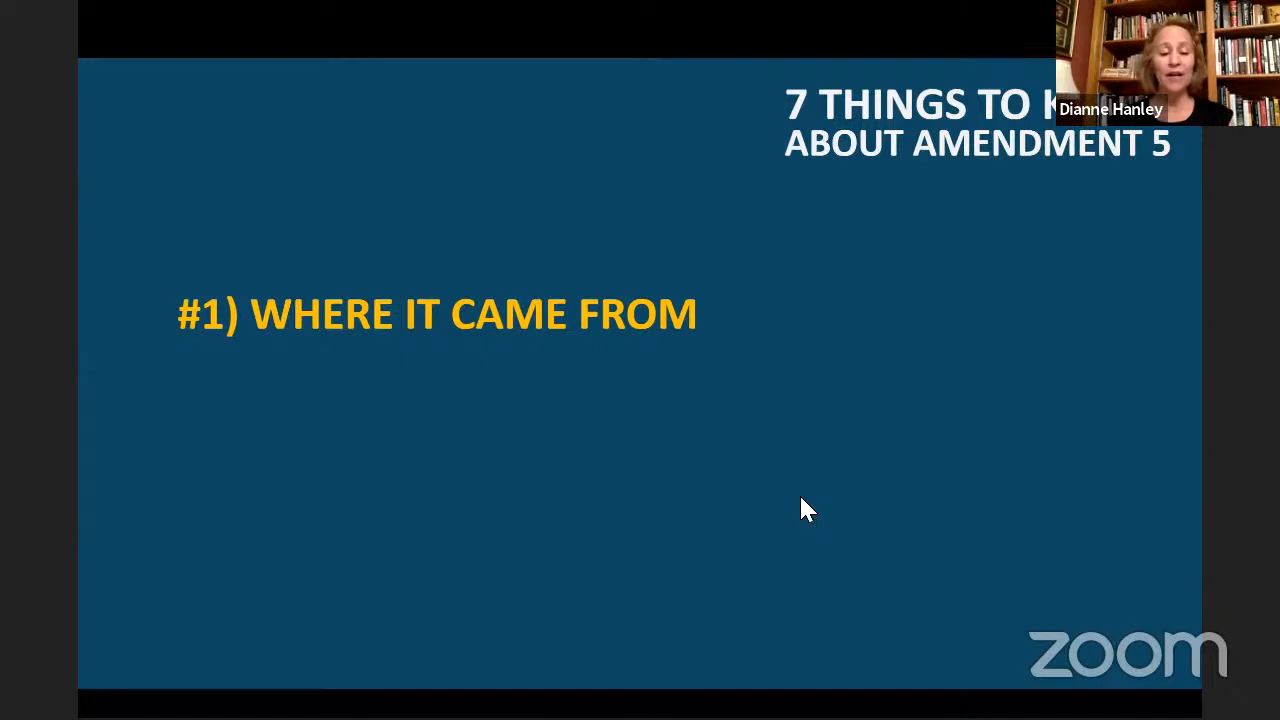 7 THINGS TO
ABOUT AMENDMENT 5
Dianne Hanley
#1) WHERE IT CAME FROM
zoom